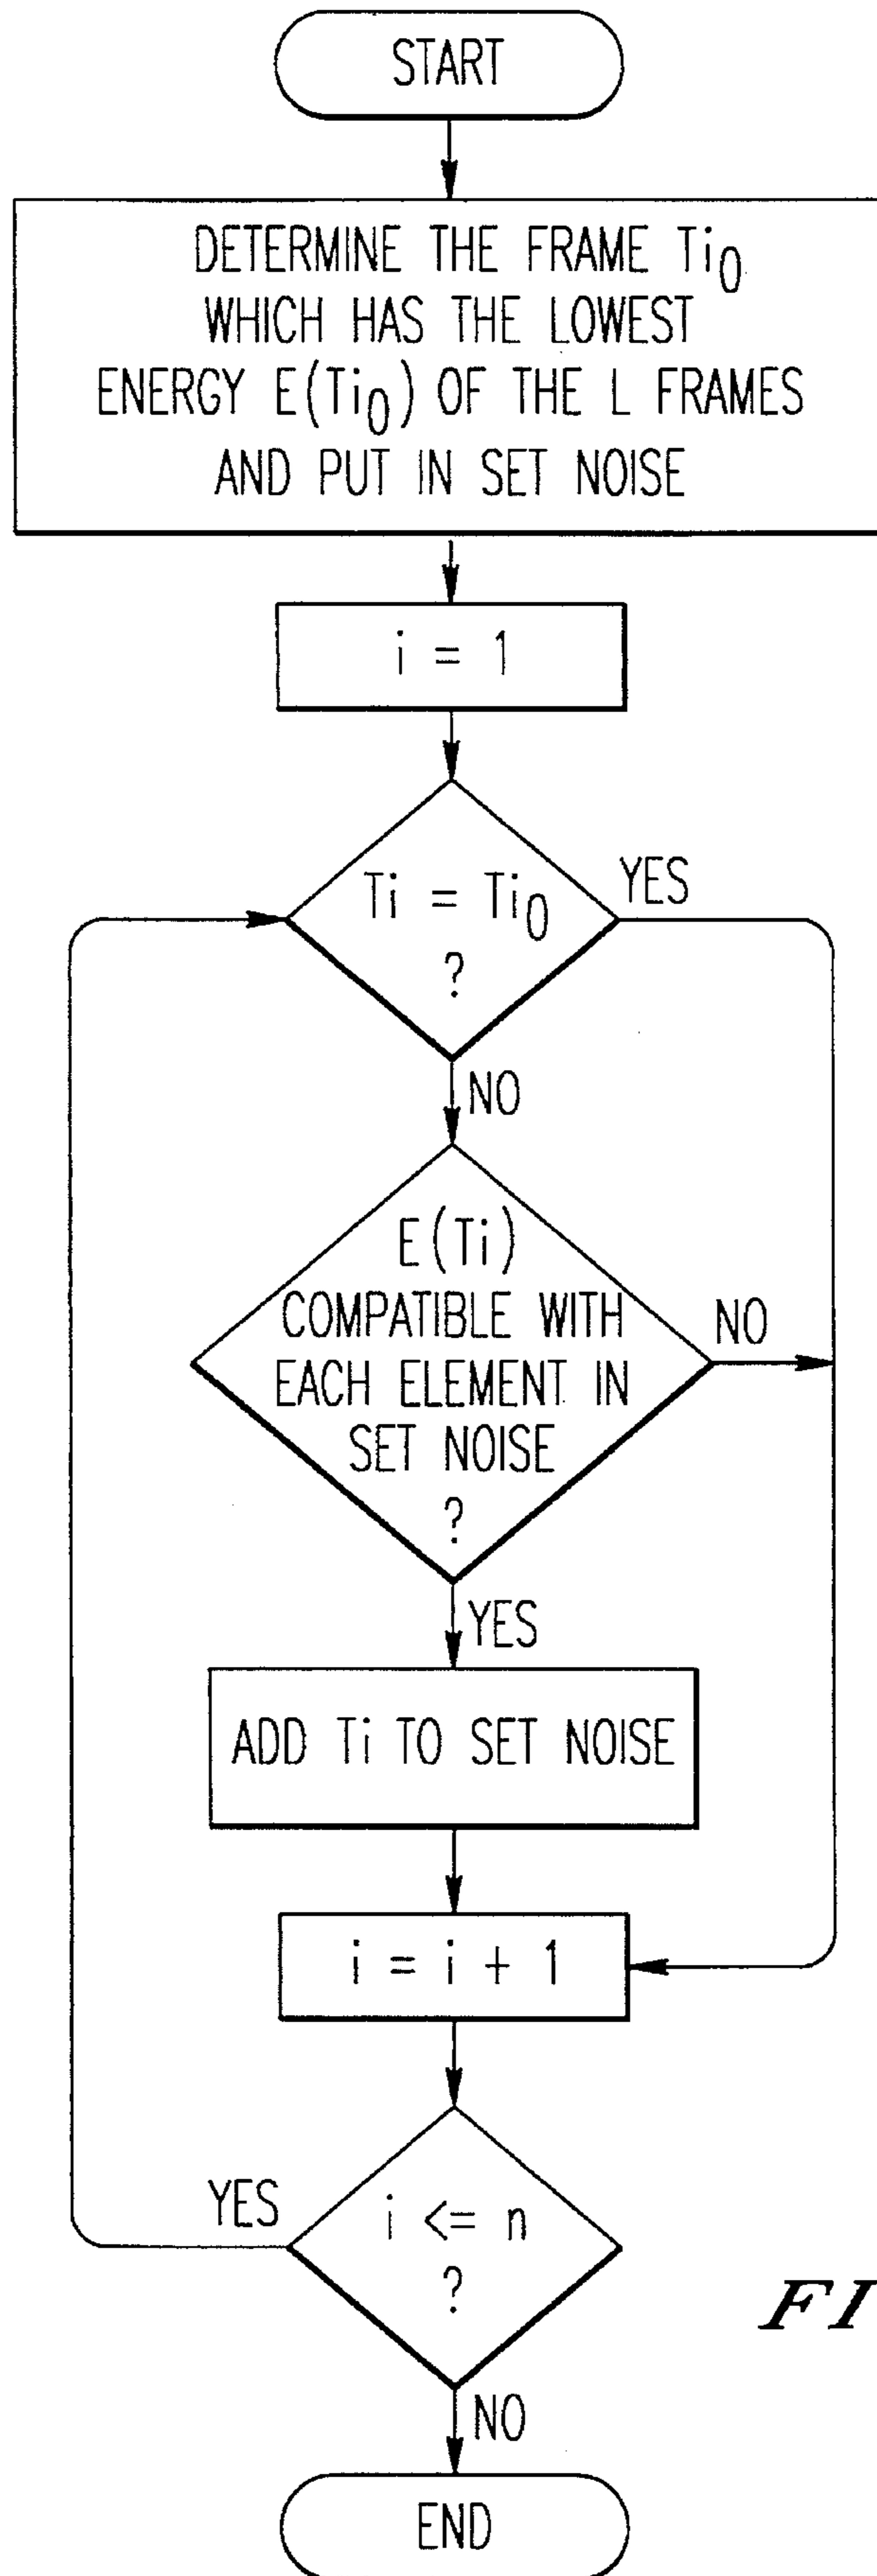 START
DETERMINE THE FRAME Ti0
WHICH HAS THE LOWEST
ENERGY E(Ti0) OF THE L FRAMES
AND PUT IN SET NOISE
i = 1
Ti = Ti0
?
YES
NO
E(Ti)
COMPATIBLE WITH
EACH ELEMENT IN
SET NOISE
?
NO
YES
ADD Ti TO SET NOISE
i = i + 1
i <= n
?
YES
NO
FI
END